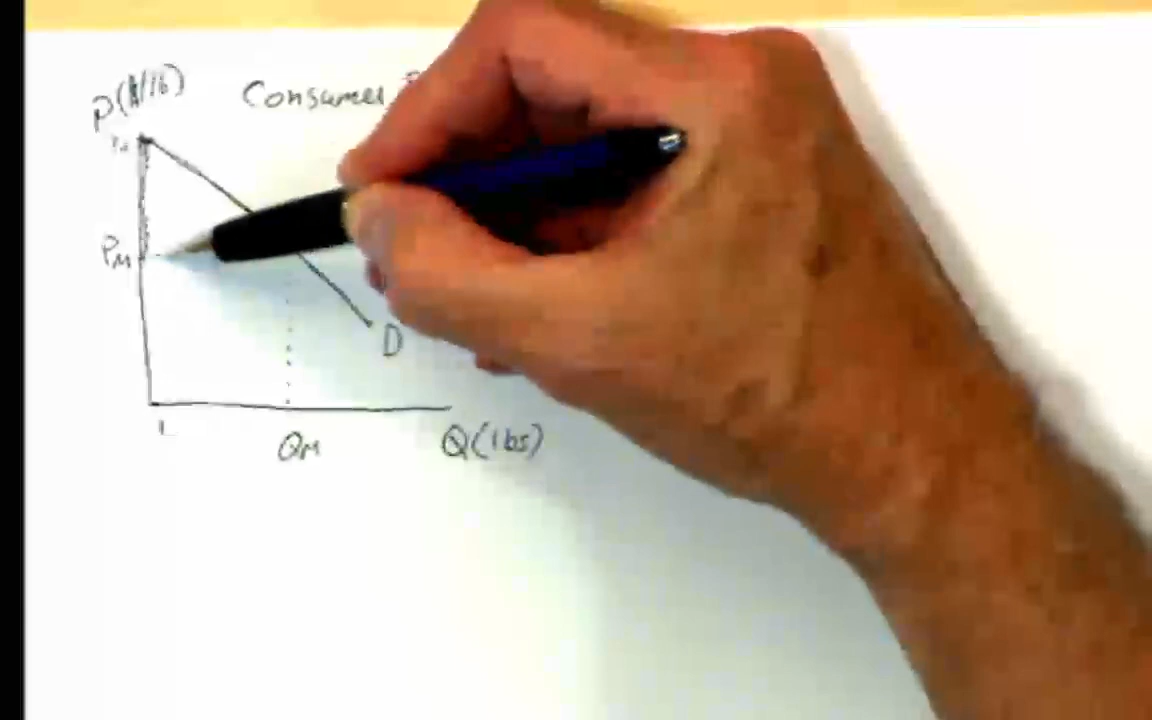 P($/lb)
Consumer
PM
D
QM
Q(lbs)